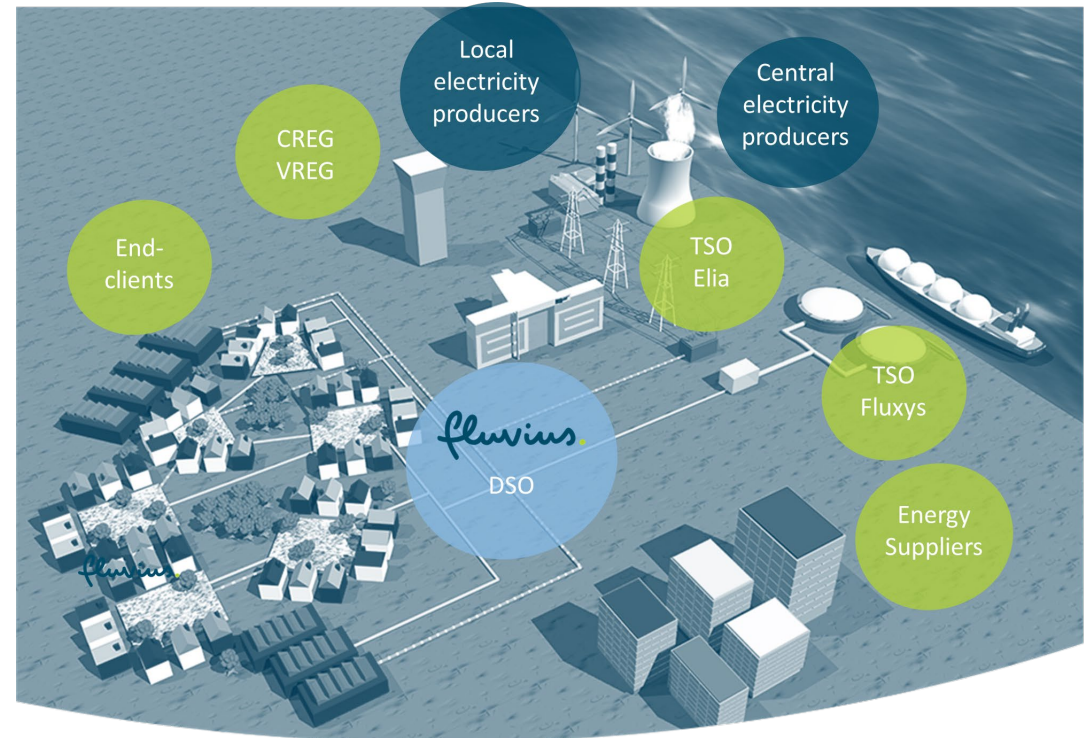 Local
electricity
producers
Central
electricity
producers
CREG
VREG
End-
clients
TSO
Elia
TSO
Fluxys
fluvius.
DSO
Energy
Suppliers
fluvius.